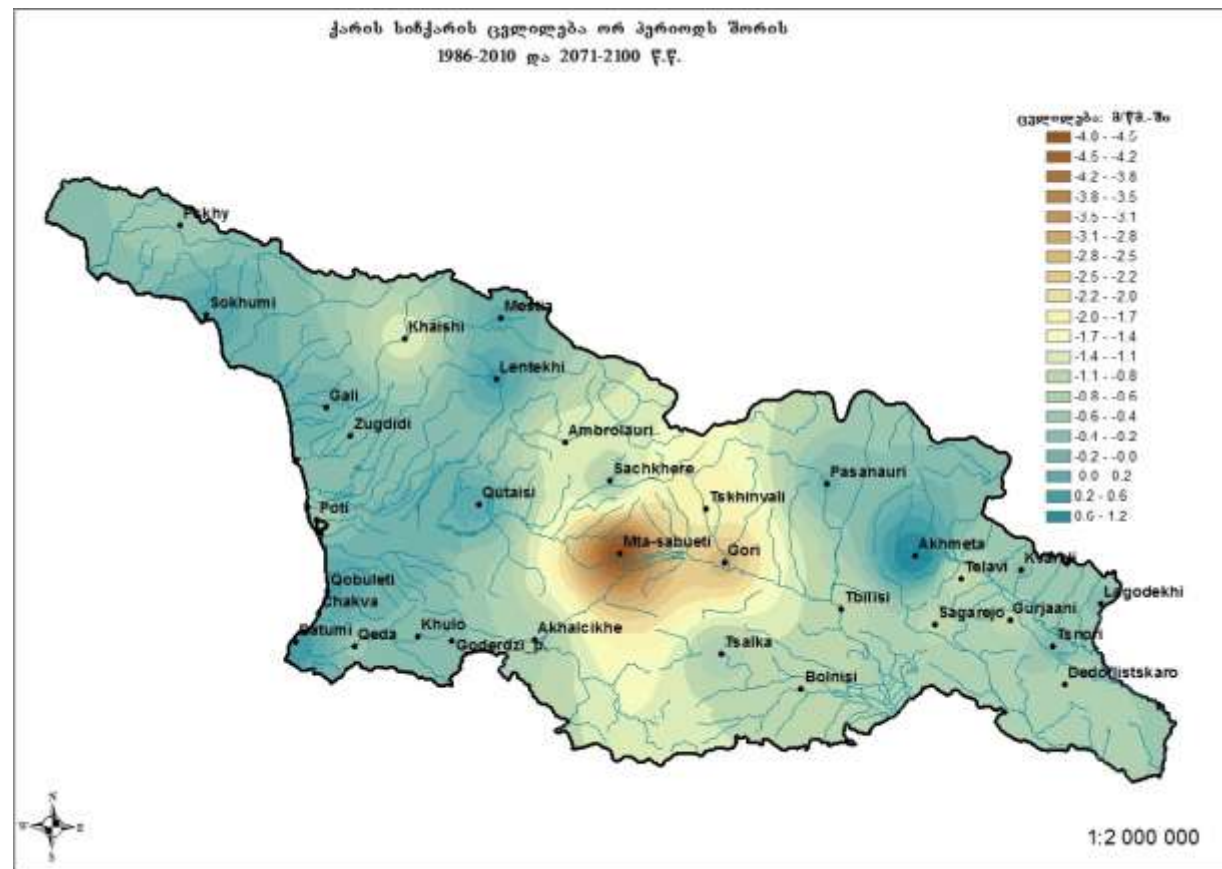 ქარის სიჩქარის ცვლილება ორ პერიოდს შორის
1986-2010 და 2071-2100 წ.წ.
ცვლილება: მ/წმ.-ში
-4.0 - -4.5
-4.5 - -4.2
-4.2 - -3.8
-3.8 - -3.5
-3.5 - -3.1
-3.1 - -2.8
-2.8 - -2.5
-2.5 - -2.2
-2.2 - -2.0
-2.0 - -1.7
-1.7 - -1.4
-1.4 - -1.1
-1.1 - -0.8
-0.8 - -0.6
-0.6 - -0.4
-0.4 - -0.2
-0.2 - -0.0
0.0 0.2
0.2 - 0.6
0.6 - 1.2
Sokhumi
Mestia
Khaishi
Lentekhi
Gali
Zugdidi
Ambrolauri
Sachkhere
Pasanauri
Qutaisi
Tskhinvali
Poti
Mta-sabueti
Gori
Akhmeta
Telavi
Kvareli
Qobuleti
Chakva
Lagodekhi
Tbilisi
Sagarejo
Gurjaani
Batumi
Qeda
Khulo
Goderdzi_p.
Akhalcikhe
Tsalka
Tsnori
Bolnisi
Dedoflistskaro
N
W
E
S
1:2 000 000